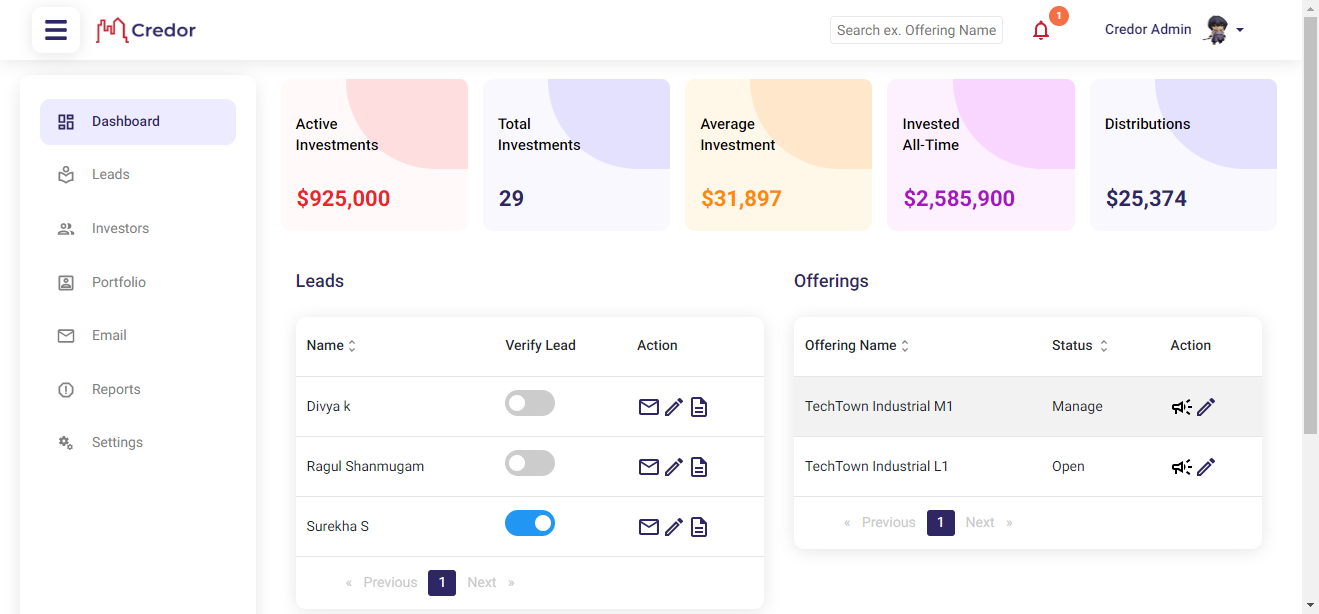 Credor
Search ex. Offering Name
1
Credor Admin
Dashboard
Leads
Investors
Portfolio
Email
Reports
Settings
Active
Investments
$925,000
Total
Investments
29
Average
Investment
$31,897
Invested
All-Time
$2,585,900
Distributions
$25,374
Leads
Name Verify Lead Action
Divya k
Ragul Shanmugam
Surekha S
« Previous 1 Next »
Offerings
Offering Name Status Action
TechTown Industrial M1 Manage
TechTown Industrial L1 Open
« Previous 1 Next »